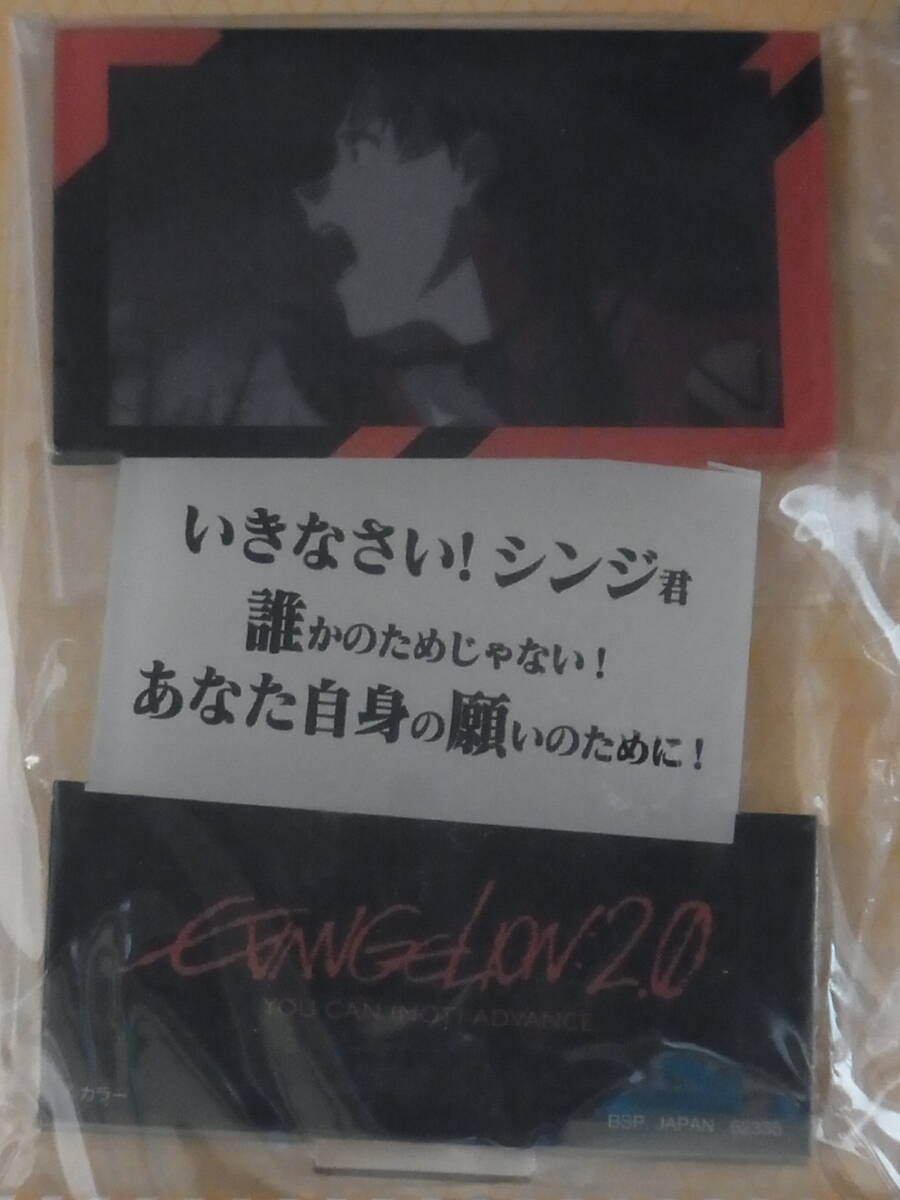 いきなさい！シンジ君
誰かのためじゃない！
あなた自身の願いのために！
EVANGELION:2.0
YOU CAN (NOT) ADVANCE.
カラー
BSP, JAPAN 62335